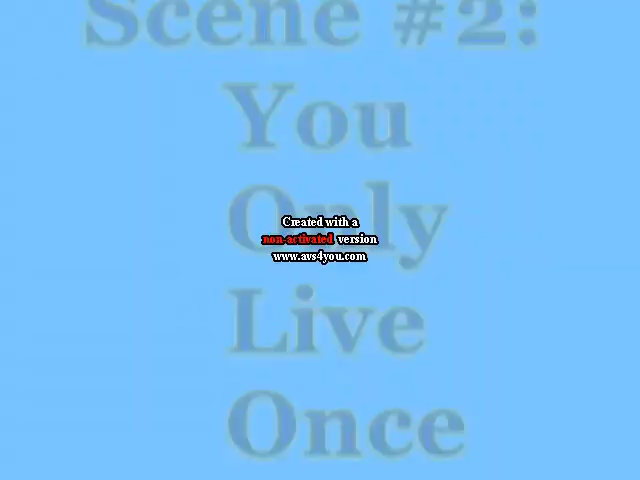 Scene #2:
You
Only
Live
Once
Created with a
non-activated version
www.avs4you.com